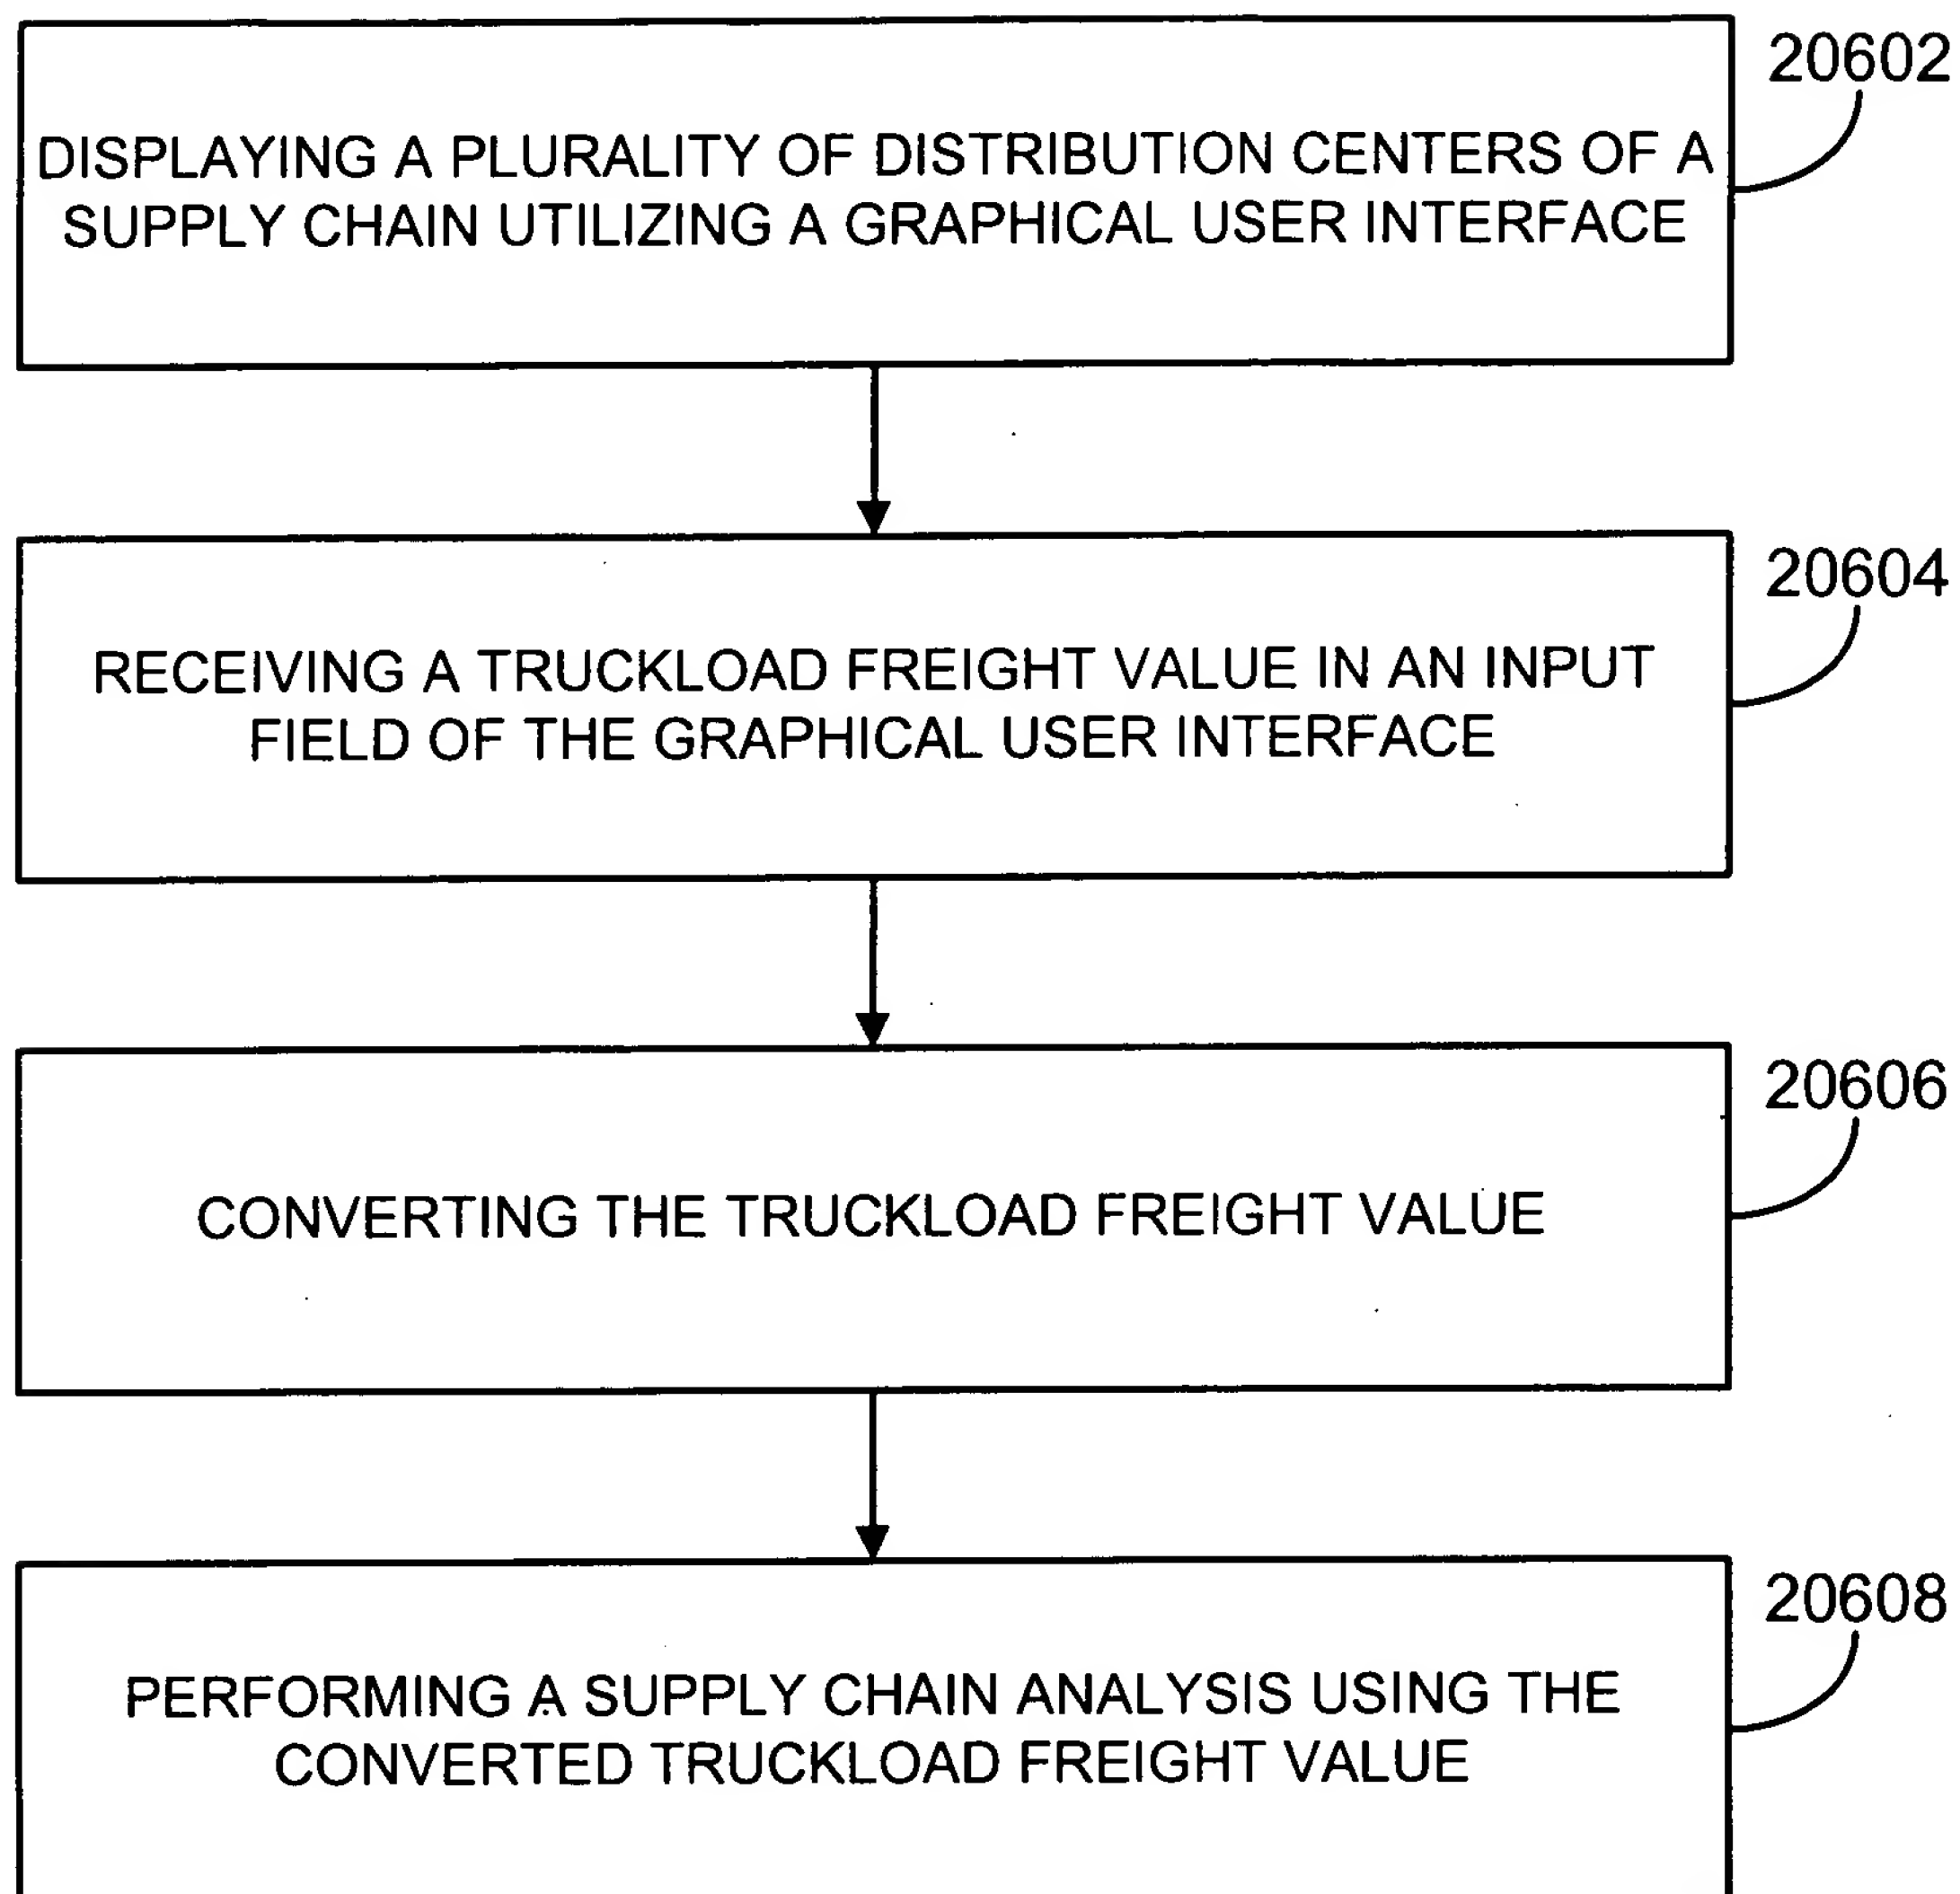 20602
DISPLAYING A PLURALITY OF DISTRIBUTION CENTERS OF A
SUPPLY CHAIN UTILIZING A GRAPHICAL USER INTERFACE
20604
RECEIVING A TRUCKLOAD FREIGHT VALUE IN AN INPUT
FIELD OF THE GRAPHICAL USER INTERFACE
20606
CONVERTING THE TRUCKLOAD FREIGHT VALUE
20608
PERFORMING A SUPPLY CHAIN ANALYSIS USING THE
CONVERTED TRUCKLOAD FREIGHT VALUE